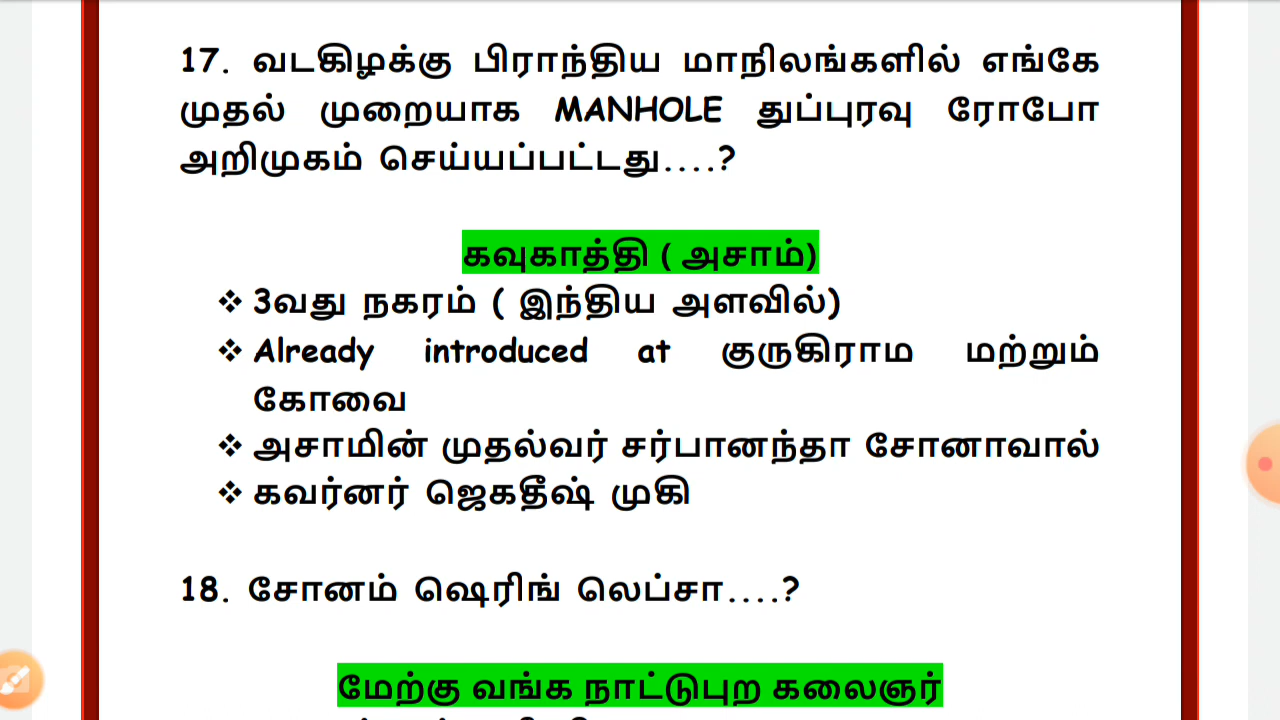 17. வடகிழக்கு பிராந்திய மாநிலங்களில் எங்கே
முதல் முறையாக MANHOLE துப்புரவு ரோபோ
அறிமுகம் செய்யப்பட்டது....?
கவுகாத்தி ( அசாம்)
❖ 3வது நகரம் ( இந்திய அளவில்)
❖ Already introduced at குருகிராம மற்றும்
கோவை
❖ அசாமின் முதல்வர் சர்பானந்தா சோனாவால்
❖ கவர்னர் ஜெகதீஷ் முகி
18. சோனம் ஷெரிங் லெப்சா....?
மேற்கு வங்க நாட்டுபுற கலைஞர்